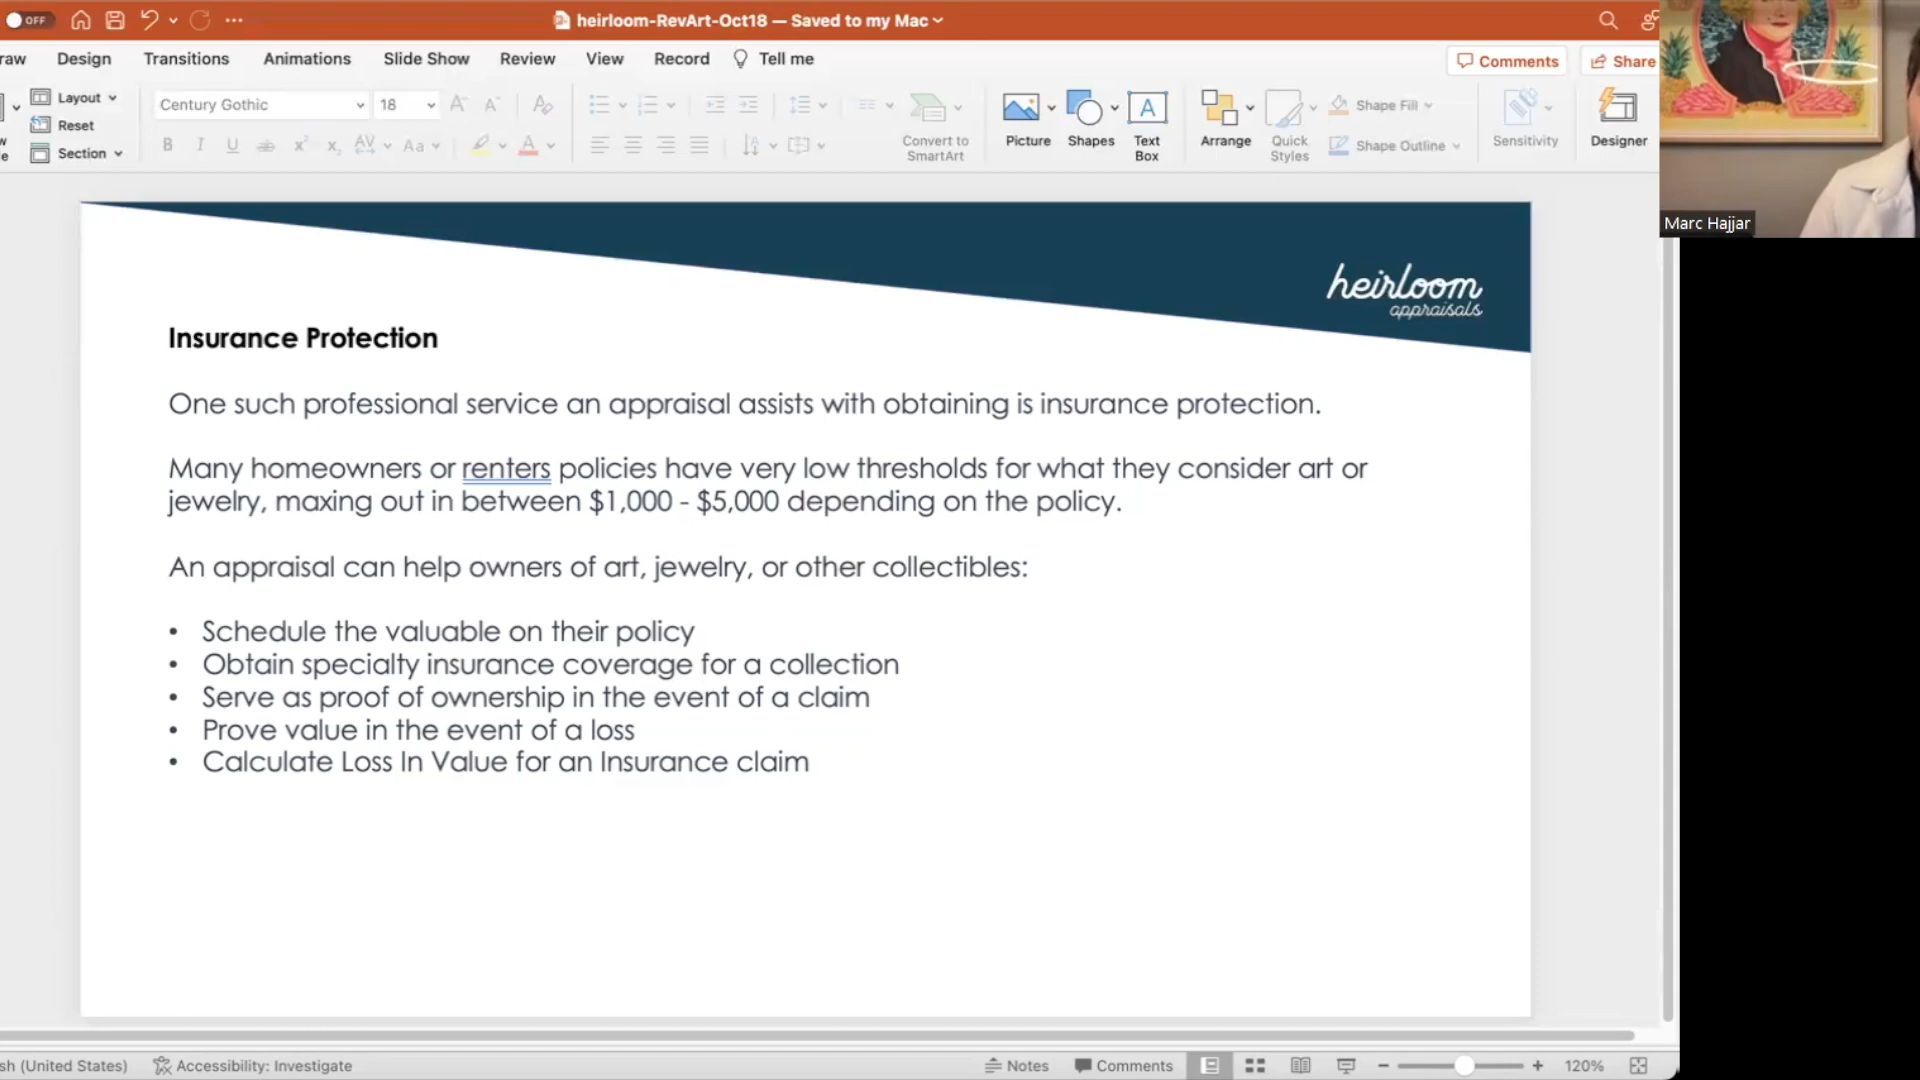 OFF
heirloom-RevArt-Oct18 — Saved to my Mac
raw Design Transitions Animations Slide Show Review View Record Tell me
Comments Share
Layout
Reset
Section
Century Gothic 18
Convert to SmartArt
Picture
Shapes
Text Box
Arrange
Quick Styles
Shape Fill
Shape Outline
Sensitivity
Designer
Marc Hajjar
heirloom
appraisals
Insurance Protection
One such professional service an appraisal assists with obtaining is insurance protection.
Many homeowners or renters policies have very low thresholds for what they consider art or
jewelry, maxing out in between $1,000 - $5,000 depending on the policy.
An appraisal can help owners of art, jewelry, or other collectibles:
• Schedule the valuable on their policy
• Obtain specialty insurance coverage for a collection
• Serve as proof of ownership in the event of a claim
• Prove value in the event of a loss
• Calculate Loss In Value for an Insurance claim
sh (United States) Accessibility: Investigate Notes Comments 120%